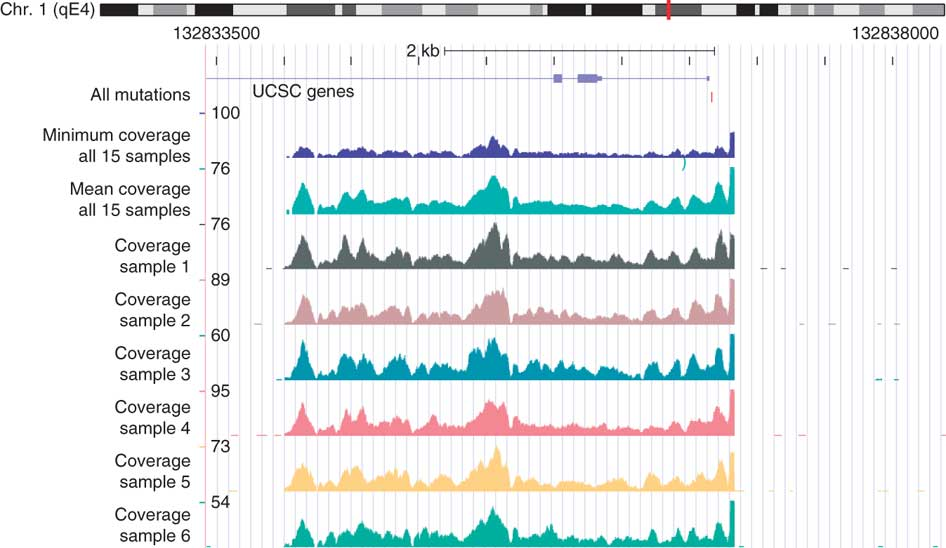 Chr. 1 (qE4)
132833500
132838000
2 kb
UCSC genes
All mutations
100
Minimum coverage
all 15 samples
76
Mean coverage
all 15 samples
76
Coverage
sample 1
89
Coverage
sample 2
60
Coverage
sample 3
95
Coverage
sample 4
73
Coverage
sample 5
54
Coverage
sample 6